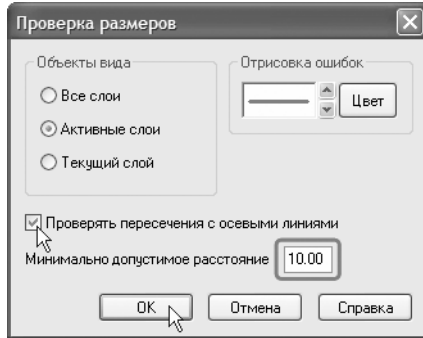 Проверка размеров
Объекты вида
Все слои
Активные слои
Текущий слой
Отрисовка ошибок
Цвет
Проверять пересечения с осевыми линиями
Минимально допустимое расстояние 10.00
OK Отмена Справка